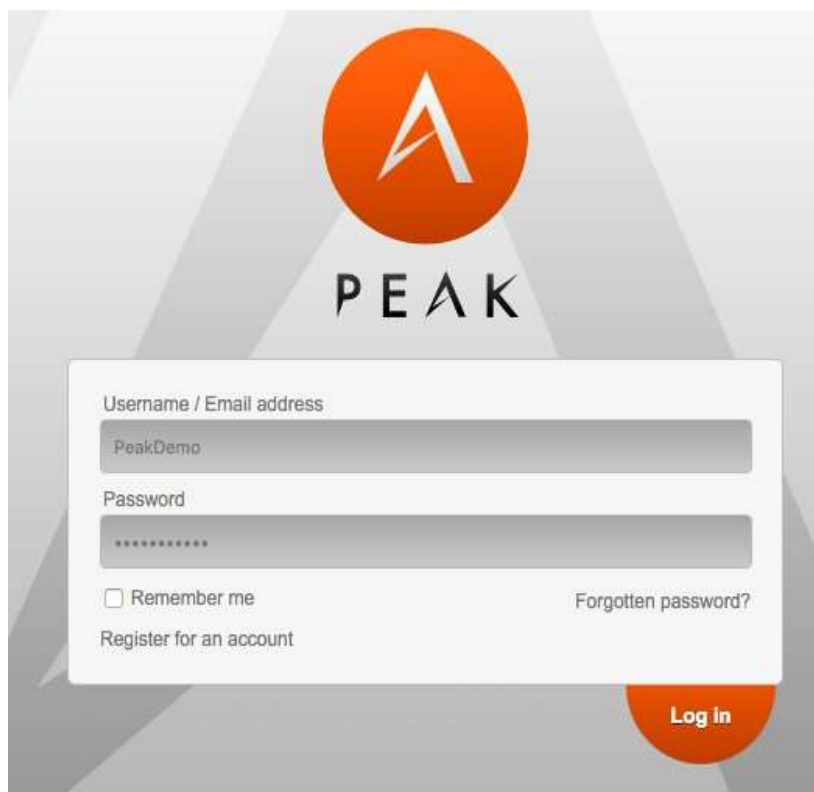 PEAK
Username / Email address
PeakDemo
Password
•••••••••••
Remember me
Forgotten password?
Register for an account
Log in